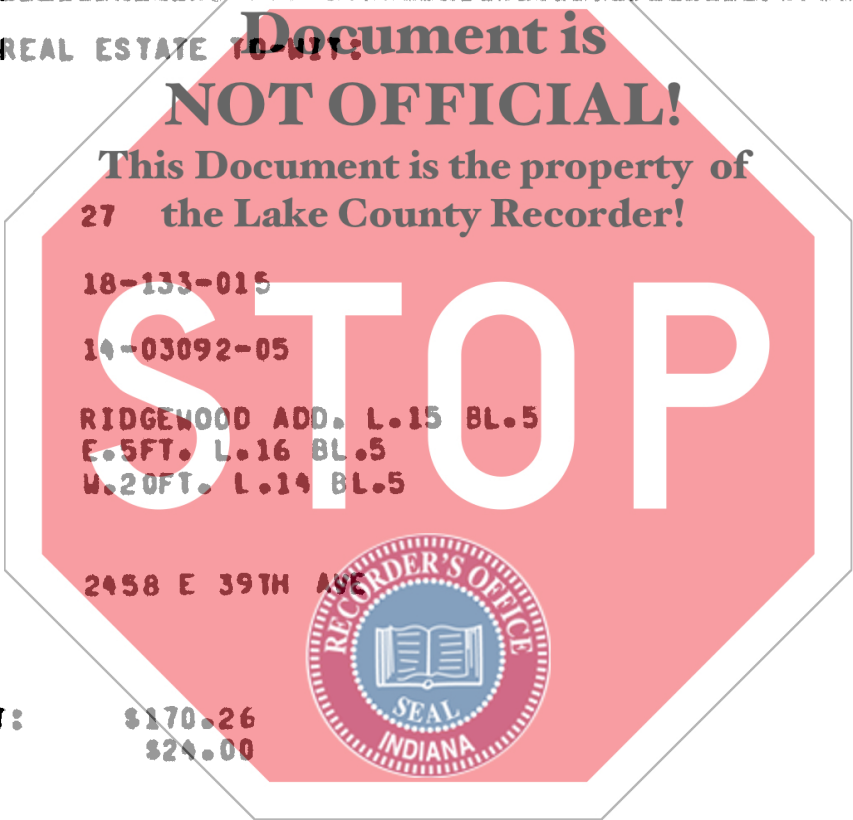 Document is
REAL ESTATE TO-WIT:
NOT OFFICIAL!
This Document is the property of
the Lake County Recorder!
27
18-133-015
STOP
14-03092-05
RIDGEWOOD ADD. L.15 BL.5
E.5FT. L.16 BL.5
W.20FT. L.14 BL.5
2458 E 39TH AVE
RECORDER'S OFFICE
SEAL
INDIANA
T: $170.26
$24.00